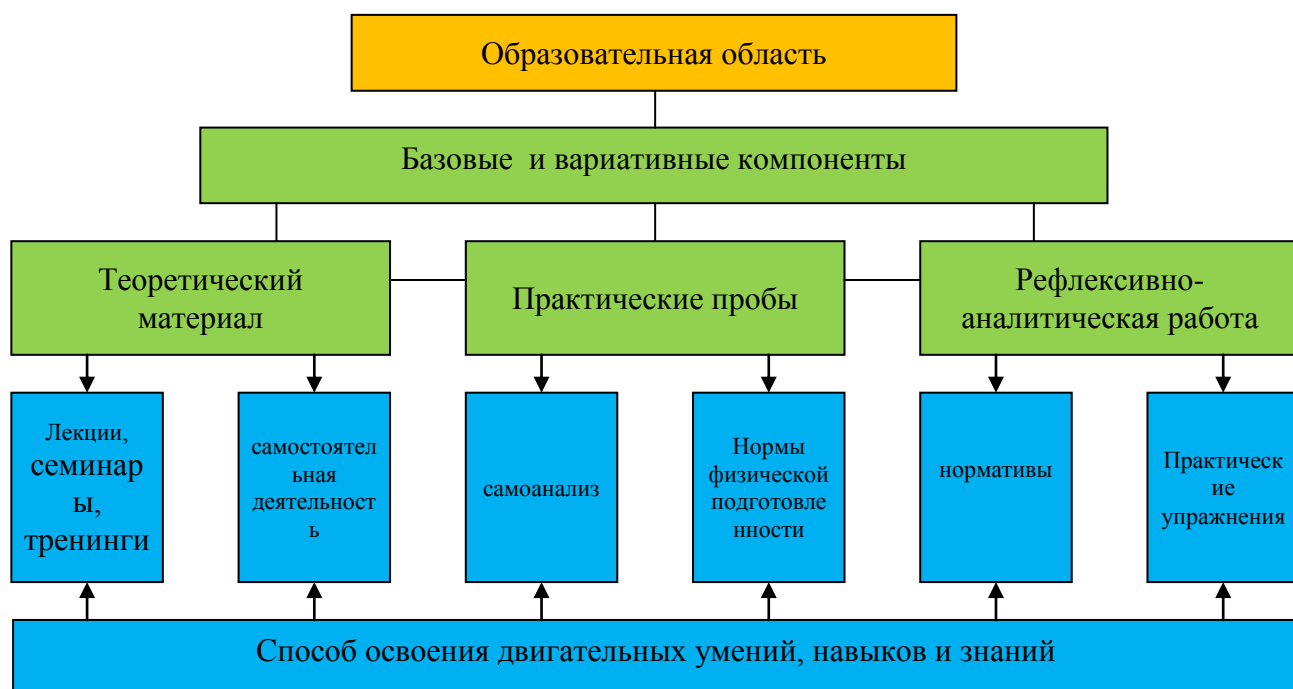 Образовательная область
Базовые и вариативные компоненты
Теоретический
материал
Практические пробы
Рефлексивно-
аналитическая работа
Лекции,
семинар
ы,
тренинги
самостоятел
ьная
деятельност
ь
самоанализ
Нормы
физической
подготовле
нности
нормативы
Практическ
ие
упражнения
Способ освоения двигательных умений, навыков и знаний